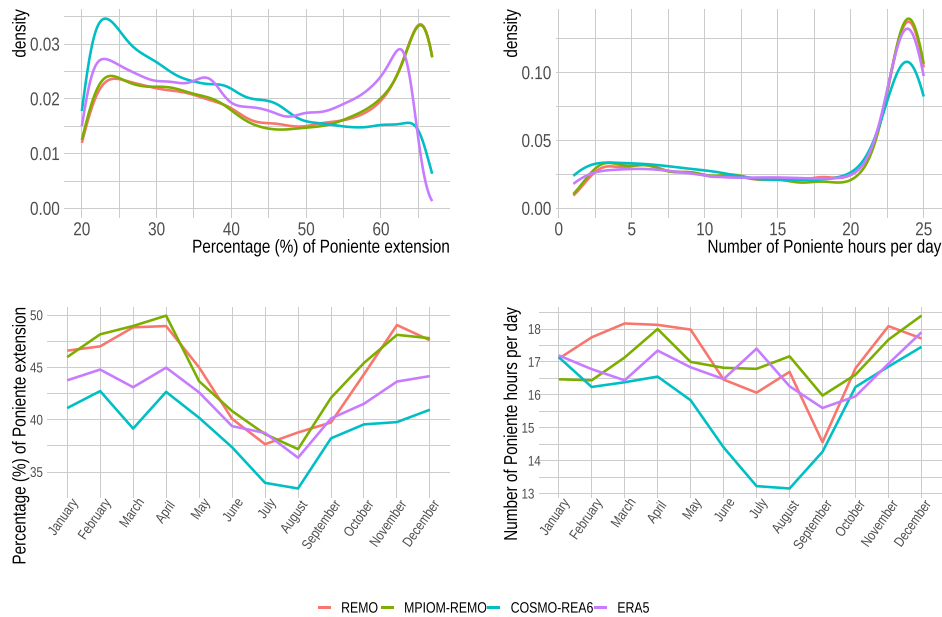 density
0.03
0.02
0.01
0.00
20 30 40 50 60
Percentage (%) of Poniente extension
density
0.10
0.05
0.00
0 5 10 15 20 25
Number of Poniente hours per day
Percentage (%) of Poniente extension
50
45
40
35
January February March April May June July August September October November December
Number of Poniente hours per day
18
17
16
15
14
13
January February March April May June July August September October November December
REMO MPIOM-REMO COSMO-REA6 ERA5